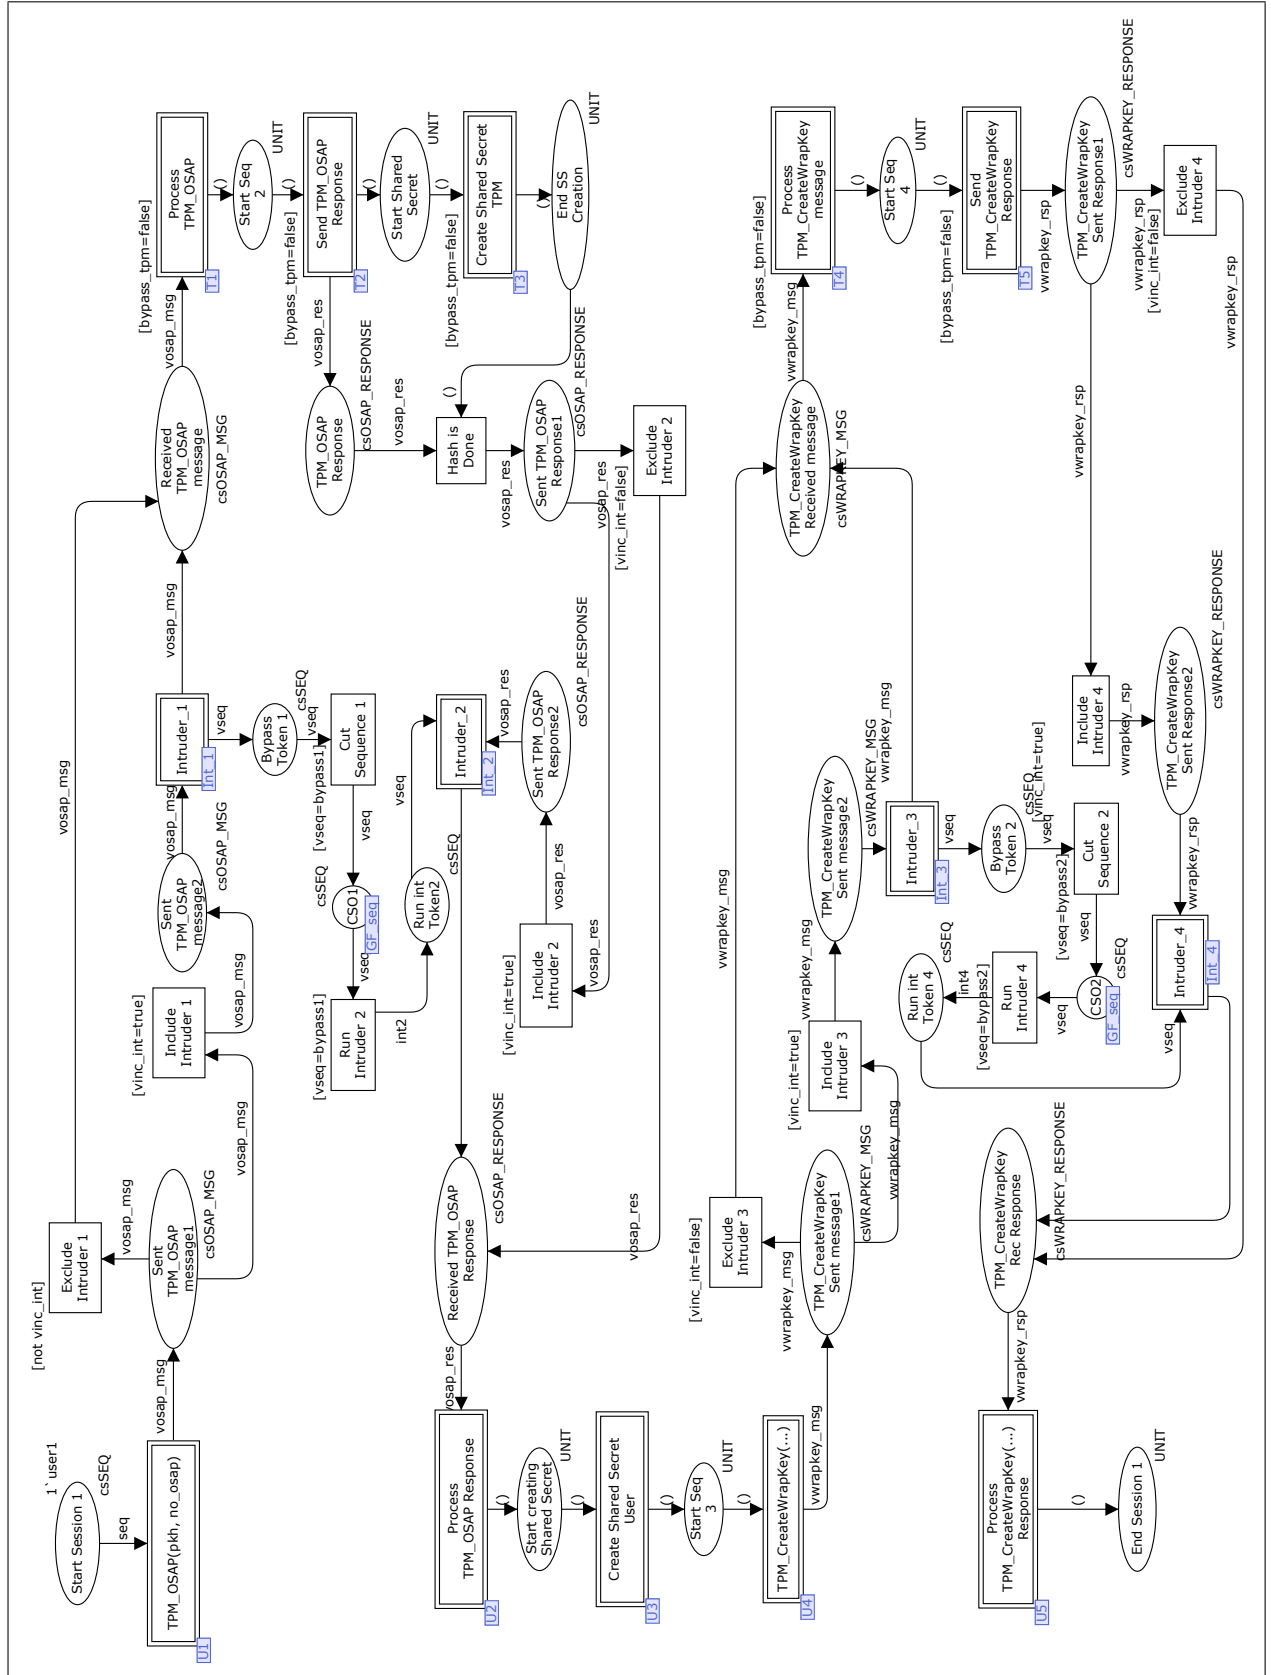 1`user1
Start Session 1
csSEQ
seq
TPM_OSAP(pkh, no_osap)
U1
vosap_msg
[not vinc_int]
Exclude
Intruder 1
vosap_msg
Sent
TPM_OSAP
message1
csOSAP_MSG
vosap_msg
vosap_msg
[vinc_int=true]
Include
Intruder 1
vosap_msg
Sent
TPM_OSAP
message2
csOSAP_MSG
vosap_msg
Intruder_1
Int_1
vosap_msg
Received
TPM_OSAP
message
csOSAP_MSG
vosap_msg
[bypass_tpm=false]
Process
TPM_OSAP
T1
()
Start Seq
2
UNIT
()
[bypass_tpm=false]
Send TPM_OSAP
Response
T2
()
Start Shared
Secret
UNIT
()
[bypass_tpm=false]
Create Shared Secret
TPM
T3
()
End SS
Creation
UNIT
vosap_res
TPM_OSAP
Response
csOSAP_RESPONSE
vosap_res
()
Hash is
Done
vosap_res
Sent TPM_OSAP
Response1
csOSAP_RESPONSE
vosap_res
[vinc_int=false]
Exclude
Intruder 2
vseq
Bypass
Token 1
csSEQ
vseq
[vseq=bypass1]
Cut
Sequence 1
vseq
csSEQ
CSO1
GF_seq
vseq
[vseq=bypass1]
Run
Intruder 2
int2
Run int
Token2
csSEQ
vseq
Intruder_2
Int_2
vosap_res
Sent TPM_OSAP
Response2
csOSAP_RESPONSE
vosap_res
[vinc_int=true]
Include
Intruder 2
vosap_res
Received TPM_OSAP
Response
csOSAP_RESPONSE
vosap_res
vosap_res
Process
TPM_OSAP Response
U2
()
Start creating
Shared Secret
UNIT
()
Create Shared Secret
User
U3
()
Start Seq
3
UNIT
()
TPM_CreateWrapKey(...)
U4
vwrapkey_msg
[vinc_int=false]
Exclude
Intruder 3
vwrapkey_msg
vwrapkey_msg
TPM_CreateWrapKey
Sent message1
csWRAPKEY_MSG
vwrapkey_msg
[vinc_int=true]
Include
Intruder 3
vwrapkey_msg
TPM_CreateWrapKey
Sent message2
csWRAPKEY_MSG
vwrapkey_msg
Intruder_3
Int_3
TPM_CreateWrapKey
Received message
csWRAPKEY_MSG
vwrapkey_msg
[bypass_tpm=false]
Process
TPM_CreateWrapKey
message
T4
()
Start Seq
4
UNIT
()
[bypass_tpm=false]
Send
TPM_CreateWrapKey
Response
T5
vwrapkey_rsp
TPM_CreateWrapKey
Sent Response1
csWRAPKEY_RESPONSE
vwrapkey_rsp
[vinc_int=false]
Exclude
Intruder 4
vwrapkey_rsp
vwrapkey_rsp
vseq
Bypass
Token 2
csSEQ
[vinc_int=true]
vseq
[vseq=bypass2]
Cut
Sequence 2
vseq
CSO2
csSEQ
GF_seq
vseq
Run
Intruder 4
[vseq=bypass2]
int4
Run int
Token 4
csSEQ
vseq
Include
Intruder 4
vwrapkey_rsp
TPM_CreateWrapKey
Sent Response2
csWRAPKEY_RESPONSE
vwrapkey_rsp
Intruder_4
Int_4
TPM_CreateWrapKey
Rec Response
csWRAPKEY_RESPONSE
vwrapkey_rsp
Process
TPM_CreateWrapKey(...)
Response
U5
()
End Session 1
UNIT